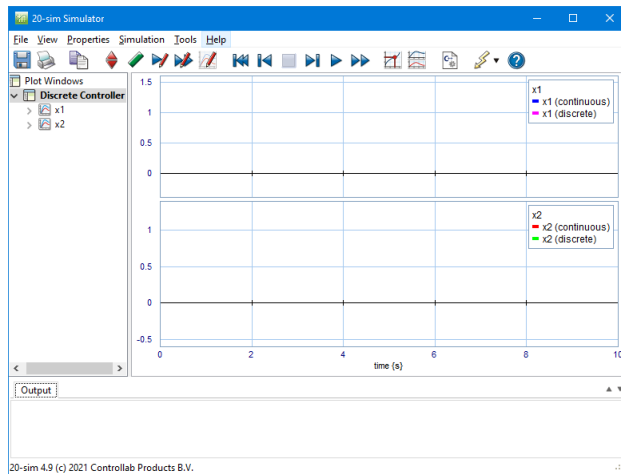 20-sim Simulator
File View Properties Simulation Tools Help
Plot Windows
Discrete Controller
x1
x2
1.5
1
0.5
0
x1
x1 (continuous)
x1 (discrete)
1
0.5
0
-0.5
x2
x2 (continuous)
x2 (discrete)
0 2 4 6 8 10
time {s}
Output
20-sim 4.9 (c) 2021 Controllab Products B.V.